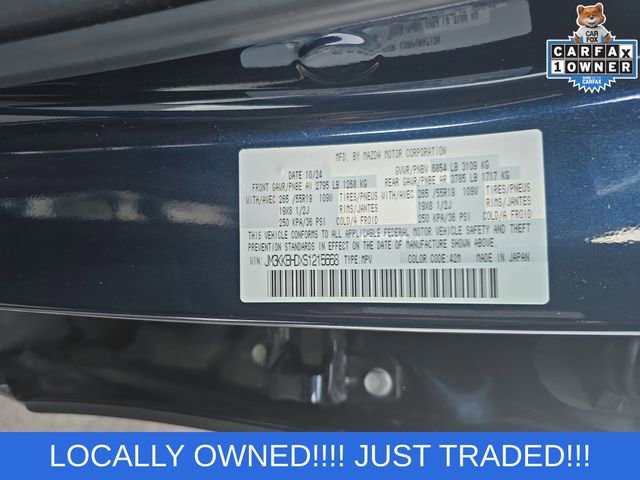 CAR
FOX
CARFAX
1 OWNER
MFD. BY MAZDA MOTOR CORPORATION
DATE 10/24
GVWR/PNBV 6854 LB 3109 KG
FRONT GAWR/PNBE AV 2795 LB 1268 KG
REAR GAWR/PNBE AR 3785 LB 1717 KG
WITH/AVEC 265 /55R19 109V TIRES/PNEUS
WITH/AVEC 265 /55R19 109V TIRES/PNEUS
19X8 1/2J RIMS/JANTES
19X8 1/2J RIMS/JANTES
250 KPA/36 PSI COLD/A FROID
250 KPA/36 PSI COLD/A FROID
THIS VEHICLE CONFORMS TO ALL APPLICABLE FEDERAL MOTOR VEHICLE SAFETY AND THEFT
PREVENTION STANDARDS IN EFFECT ON THE DATE OF MANUFACTURE SHOWN ABOVE.
VIN: JM3KKBHDXS1215668 TYPE: MPV COLOR CODE: 42M MADE IN JAPAN
LOCALLY OWNED!!!! JUST TRADED!!!